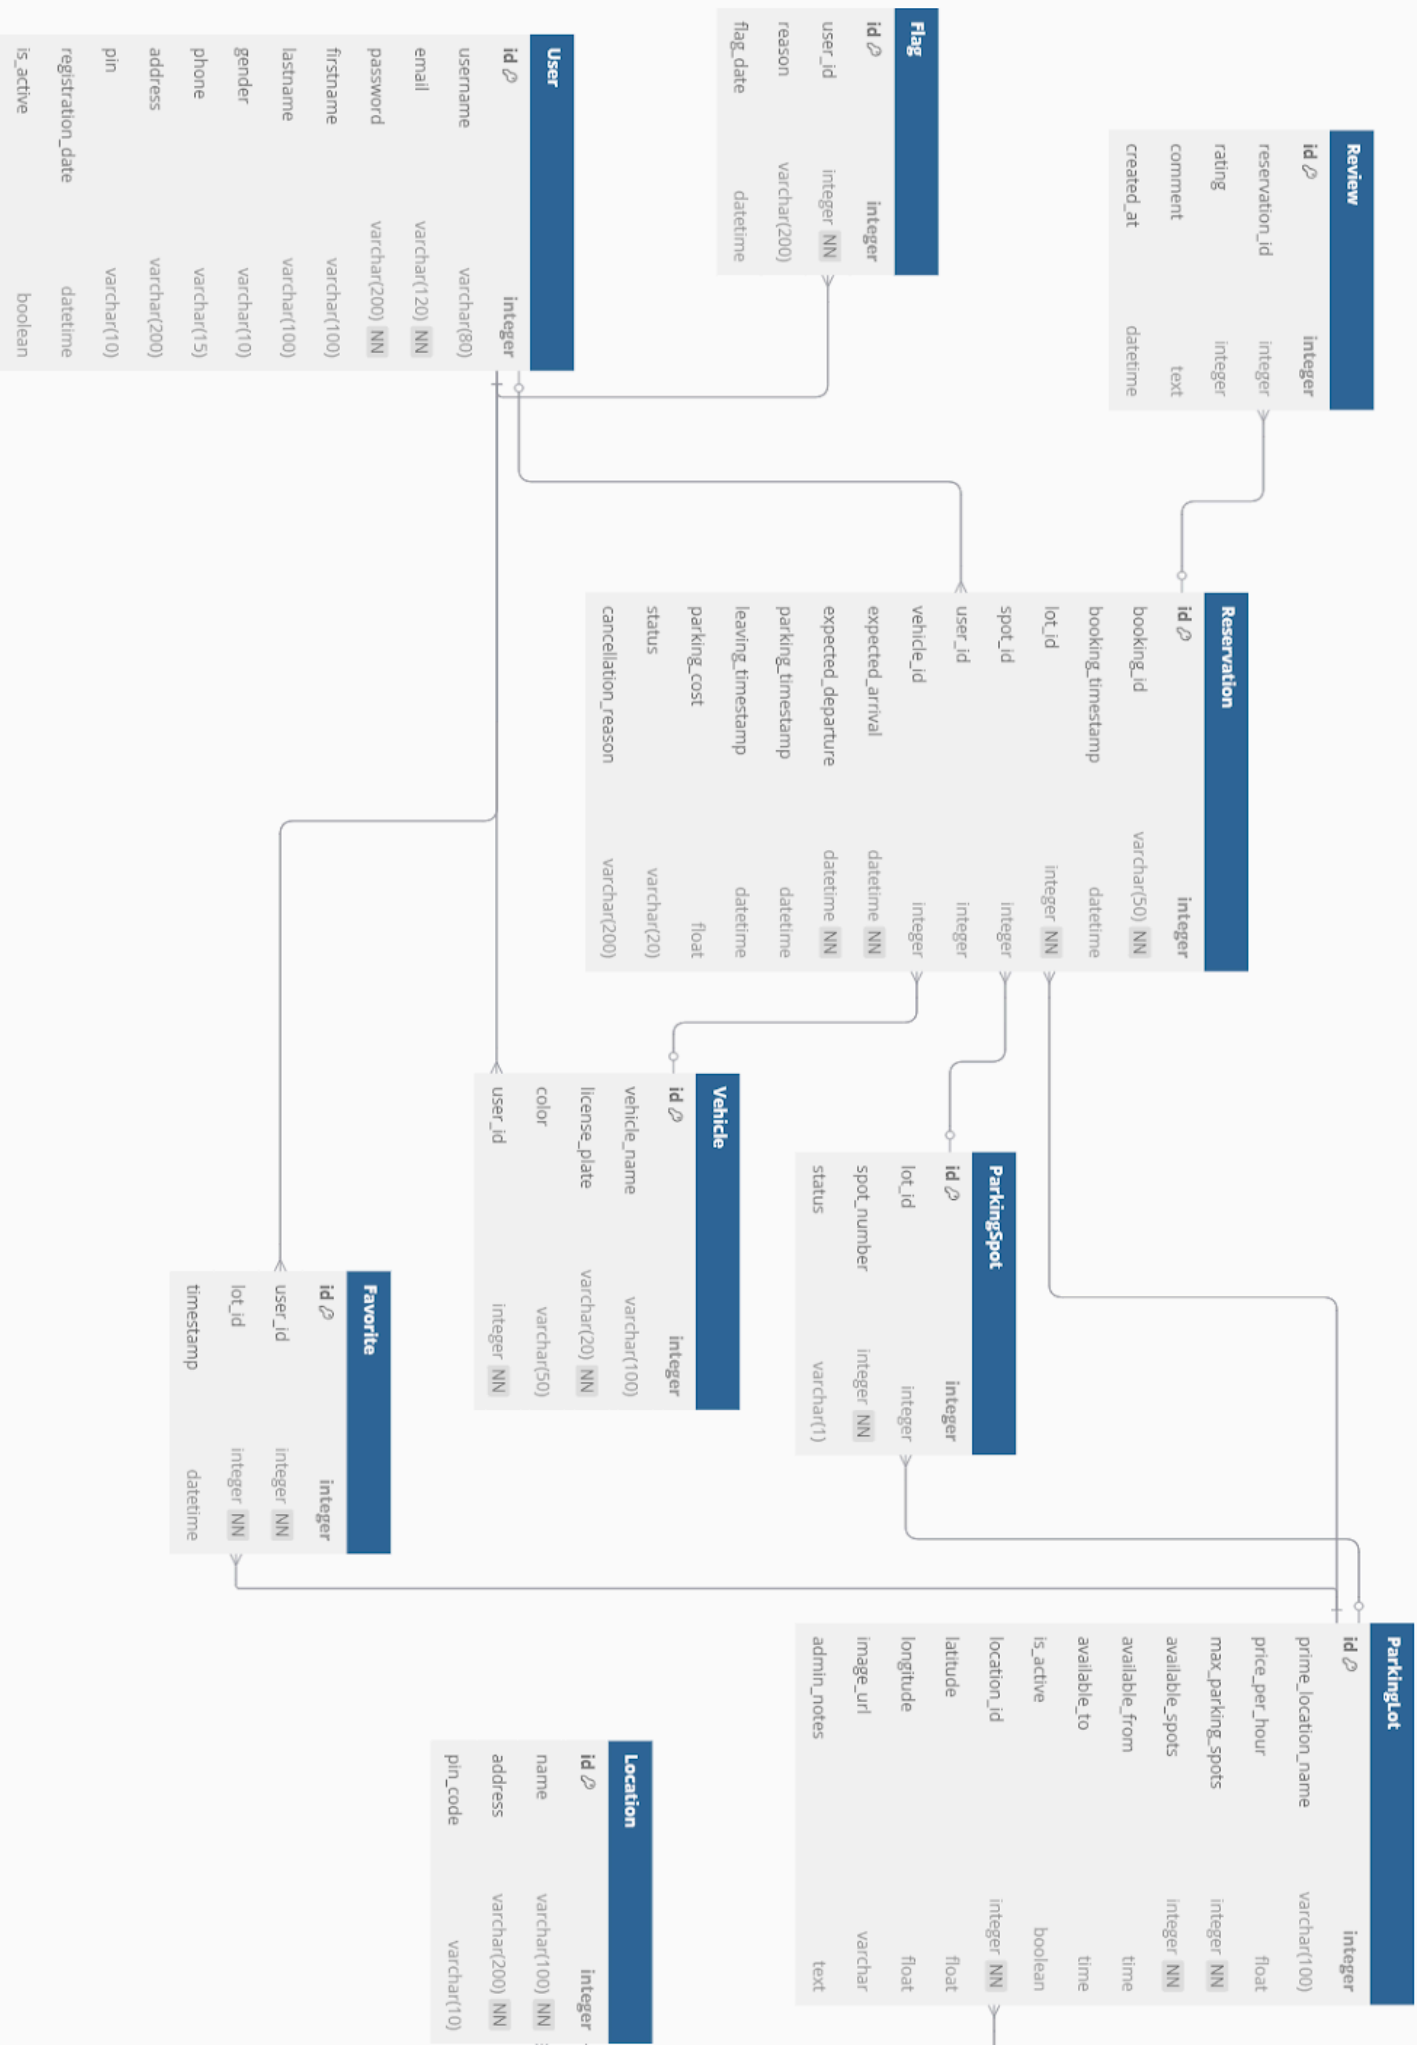 Review
id integer
reservation_id integer
rating integer
comment text
created_at datetime
Flag
id integer
user_id integer NN
reason varchar(200)
flag_date datetime
User
id integer
username varchar(80)
email varchar(120) NN
password varchar(200) NN
firstname varchar(100)
lastname varchar(100)
gender varchar(10)
phone varchar(15)
address varchar(200)
pin varchar(10)
registration_date datetime
is_active boolean
Reservation
id integer
booking_id varchar(50) NN
booking_timestamp datetime
lot_id integer NN
spot_id integer
user_id integer
vehicle_id integer
expected_arrival datetime NN
expected_departure datetime NN
parking_timestamp datetime
leaving_timestamp datetime
parking_cost float
status varchar(20)
cancellation_reason varchar(200)
ParkingSpot
id integer
lot_id integer
spot_number integer NN
status varchar(1)
Vehicle
id integer
vehicle_name varchar(100)
license_plate varchar(20) NN
color varchar(50)
user_id integer NN
Favorite
id integer
user_id integer NN
lot_id integer NN
timestamp datetime
ParkingLot
id integer
prime_location_name varchar(100)
price_per_hour float
max_parking_spots integer NN
available_spots integer NN
available_from time
available_to time
is_active boolean
location_id integer NN
latitude float
longitude float
image_url varchar
admin_notes text
Location
id integer
name varchar(100) NN
address varchar(200) NN
pin_code varchar(10)